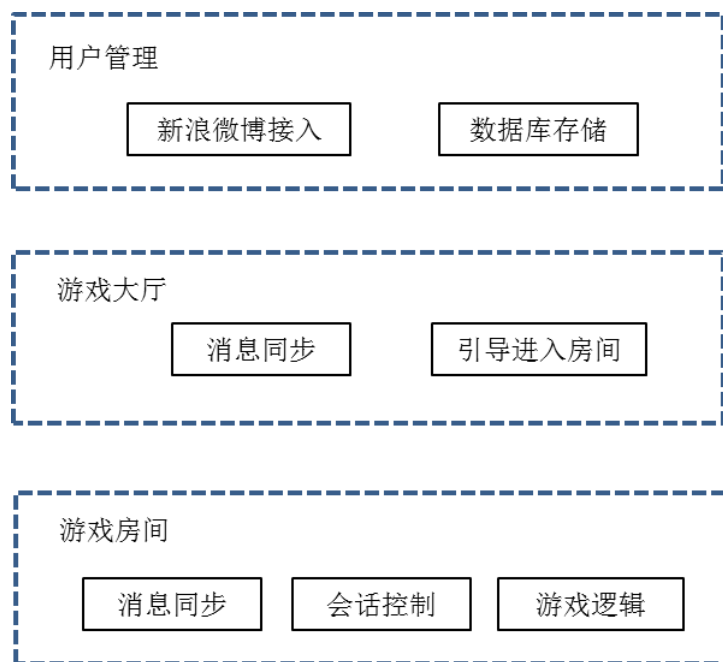 用户管理
新浪微博接入
数据库存储
游戏大厅
消息同步
引导进入房间
游戏房间
消息同步
会话控制
游戏逻辑